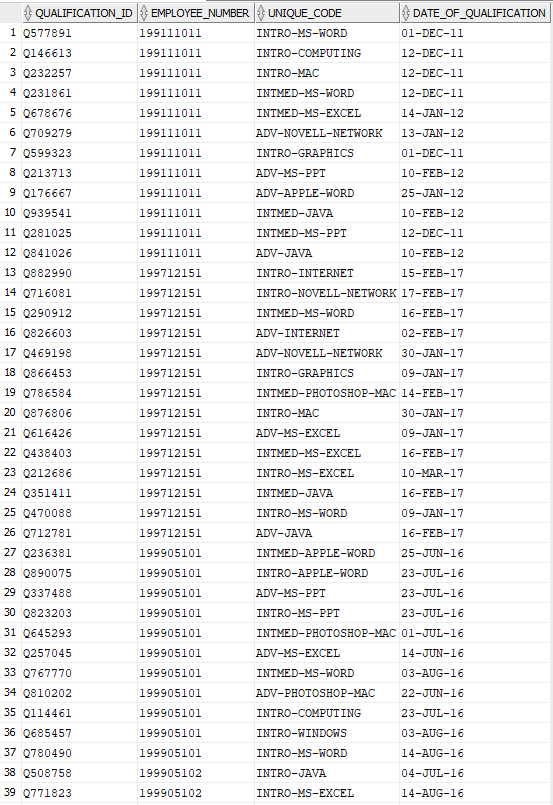 QUALIFICATION_ID EMPLOYEE_NUMBER UNIQUE_CODE DATE_OF_QUALIFICATION
1 Q577891 199111011 INTRO-MS-WORD 01-DEC-11
2 Q146613 199111011 INTRO-COMPUTING 12-DEC-11
3 Q232257 199111011 INTRO-MAC 12-DEC-11
4 Q231861 199111011 INTMED-MS-WORD 12-DEC-11
5 Q678676 199111011 INTMED-MS-EXCEL 14-JAN-12
6 Q709279 199111011 ADV-NOVELL-NETWORK 13-JAN-12
7 Q599323 199111011 INTRO-GRAPHICS 01-DEC-11
8 Q213713 199111011 ADV-MS-PPT 10-FEB-12
9 Q176667 199111011 ADV-APPLE-WORD 25-JAN-12
10 Q939541 199111011 INTMED-JAVA 10-FEB-12
11 Q281025 199111011 INTMED-MS-PPT 12-DEC-11
12 Q841026 199111011 ADV-JAVA 10-FEB-12
13 Q882990 199712151 INTRO-INTERNET 15-FEB-17
14 Q716081 199712151 INTRO-NOVELL-NETWORK 17-FEB-17
15 Q290912 199712151 INTMED-MS-WORD 16-FEB-17
16 Q826603 199712151 ADV-INTERNET 02-FEB-17
17 Q469198 199712151 ADV-NOVELL-NETWORK 30-JAN-17
18 Q866453 199712151 INTRO-GRAPHICS 09-JAN-17
19 Q786584 199712151 INTMED-PHOTOSHOP-MAC 14-FEB-17
20 Q876806 199712151 INTRO-MAC 30-JAN-17
21 Q616426 199712151 ADV-MS-EXCEL 09-JAN-17
22 Q438403 199712151 INTMED-MS-EXCEL 16-FEB-17
23 Q212686 199712151 INTRO-MS-EXCEL 10-MAR-17
24 Q351411 199712151 INTMED-JAVA 16-FEB-17
25 Q470088 199712151 INTRO-MS-WORD 09-JAN-17
26 Q712781 199712151 ADV-JAVA 16-FEB-17
27 Q236381 199905101 INTMED-APPLE-WORD 25-JUN-16
28 Q890075 199905101 INTRO-APPLE-WORD 23-JUL-16
29 Q337488 199905101 ADV-MS-PPT 23-JUL-16
30 Q823203 199905101 INTRO-MS-PPT 23-JUL-16
31 Q645293 199905101 INTMED-PHOTOSHOP-MAC 01-JUL-16
32 Q257045 199905101 ADV-MS-EXCEL 14-JUN-16
33 Q767770 199905101 INTMED-MS-WORD 03-AUG-16
34 Q810202 199905101 ADV-PHOTOSHOP-MAC 22-JUN-16
35 Q114461 199905101 INTRO-COMPUTING 23-JUL-16
36 Q685457 199905101 INTRO-WINDOWS 03-AUG-16
37 Q780490 199905101 INTRO-MS-WORD 14-AUG-16
38 Q508758 199905102 INTRO-JAVA 04-JUL-16
39 Q771823 199905102 INTRO-MS-EXCEL 14-AUG-16